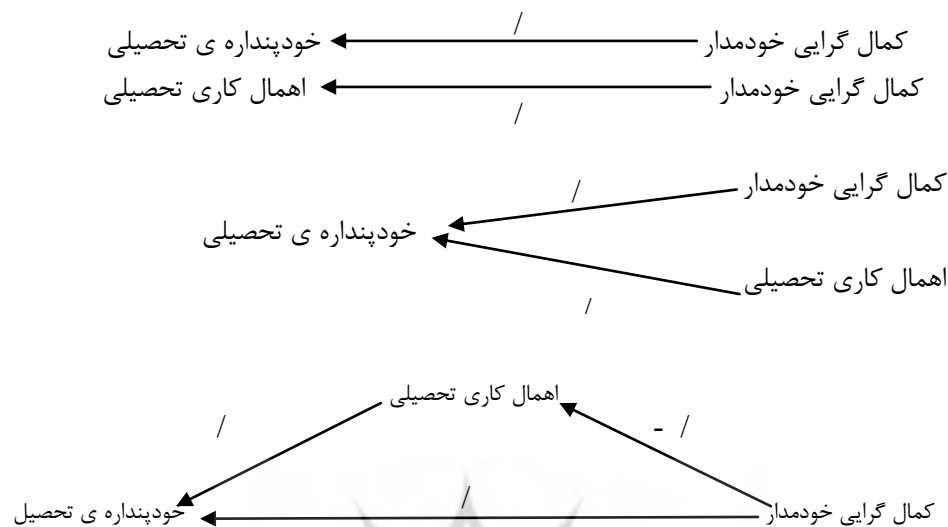 کمال گرایی خودمدار / خودپنداره ی تحصیلی
کمال گرایی خودمدار / اهمال کاری تحصیلی
کمال گرایی خودمدار /
خودپنداره ی تحصیلی
اهمال کاری تحصیلی /
اهمال کاری تحصیلی
- / /
کمال گرایی خودمداز / خودپنداره ی تحصیل